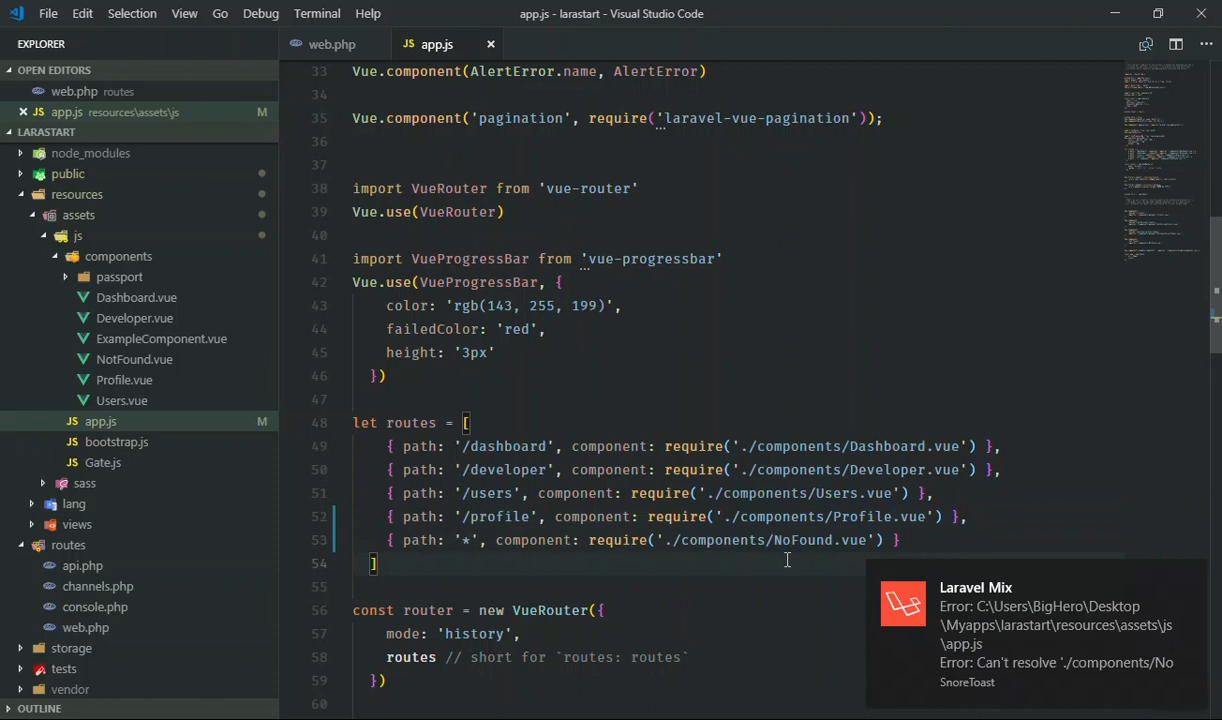 File Edit Selection View Go Debug Terminal Help
app.js - larastart - Visual Studio Code
EXPLORER
OPEN EDITORS
web.php routes
JS app.js resources\assets\js M
LARASTART
node_modules
public
resources
assets
js
components
passport
Dashboard.vue
Developer.vue
ExampleComponent.vue
NotFound.vue
Profile.vue
Users.vue
JS app.js M
JS bootstrap.js
JS Gate.js
sass
lang
views
routes
api.php
channels.php
console.php
web.php
storage
tests
vendor
OUTLINE
web.php
JS app.js
33 Vue.component(AlertError.name, AlertError)
34
35 Vue.component('pagination', require('laravel-vue-pagination'));
36
37
38 import VueRouter from 'vue-router'
39 Vue.use(VueRouter)
40
41 import VueProgressBar from 'vue-progressbar'
42 Vue.use(VueProgressBar, {
43 color: 'rgb(143, 255, 199)',
44 failedColor: 'red',
45 height: '3px'
46 })
47
48 let routes = [
49 { path: '/dashboard', component: require('./components/Dashboard.vue') },
50 { path: '/developer', component: require('./components/Developer.vue') },
51 { path: '/users', component: require('./components/Users.vue') },
52 { path: '/profile', component: require('./components/Profile.vue') },
53 { path: '*', component: require('./components/NoFound.vue') }
54 ]
55
56 const router = new VueRouter({
57 mode: 'history',
58 routes // short for `routes: routes`
59 })
60
Laravel Mix
Error: C:\Users\BigHero\Desktop
\Myapps\larastart\resources\assets\js
\app.js
Error: Can't resolve './components/No
SnoreToast